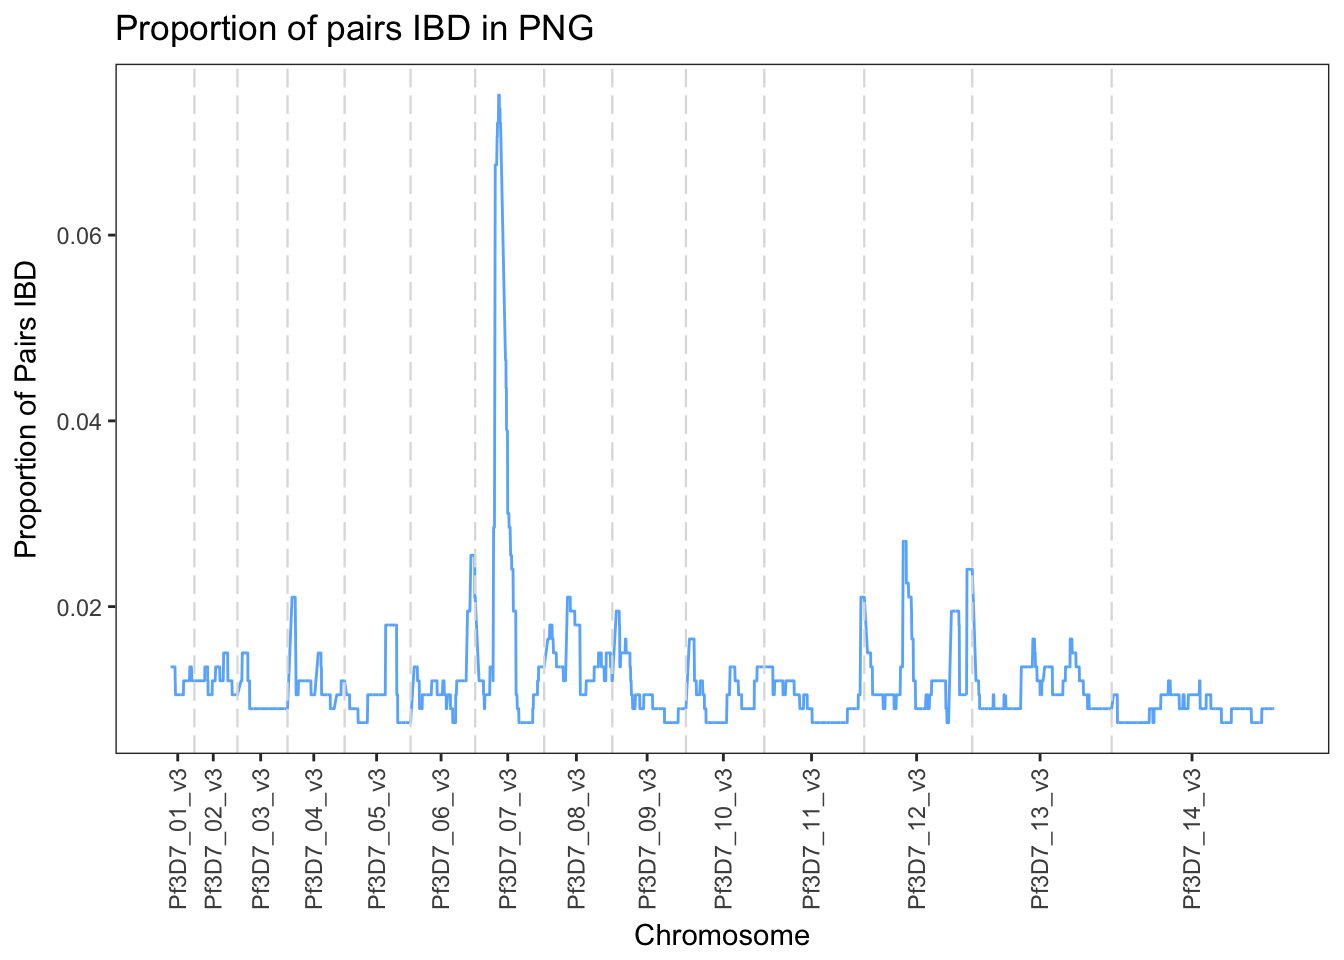 Proportion of pairs IBD in PNG
Proportion of Pairs IBD
0.06
0.04
0.02
Pf3D7_01_v3
Pf3D7_02_v3
Pf3D7_03_v3
Pf3D7_04_v3
Pf3D7_05_v3
Pf3D7_06_v3
Pf3D7_07_v3
Pf3D7_08_v3
Pf3D7_09_v3
Pf3D7_10_v3
Pf3D7_11_v3
Pf3D7_12_v3
Pf3D7_13_v3
Pf3D7_14_v3
Chromosome